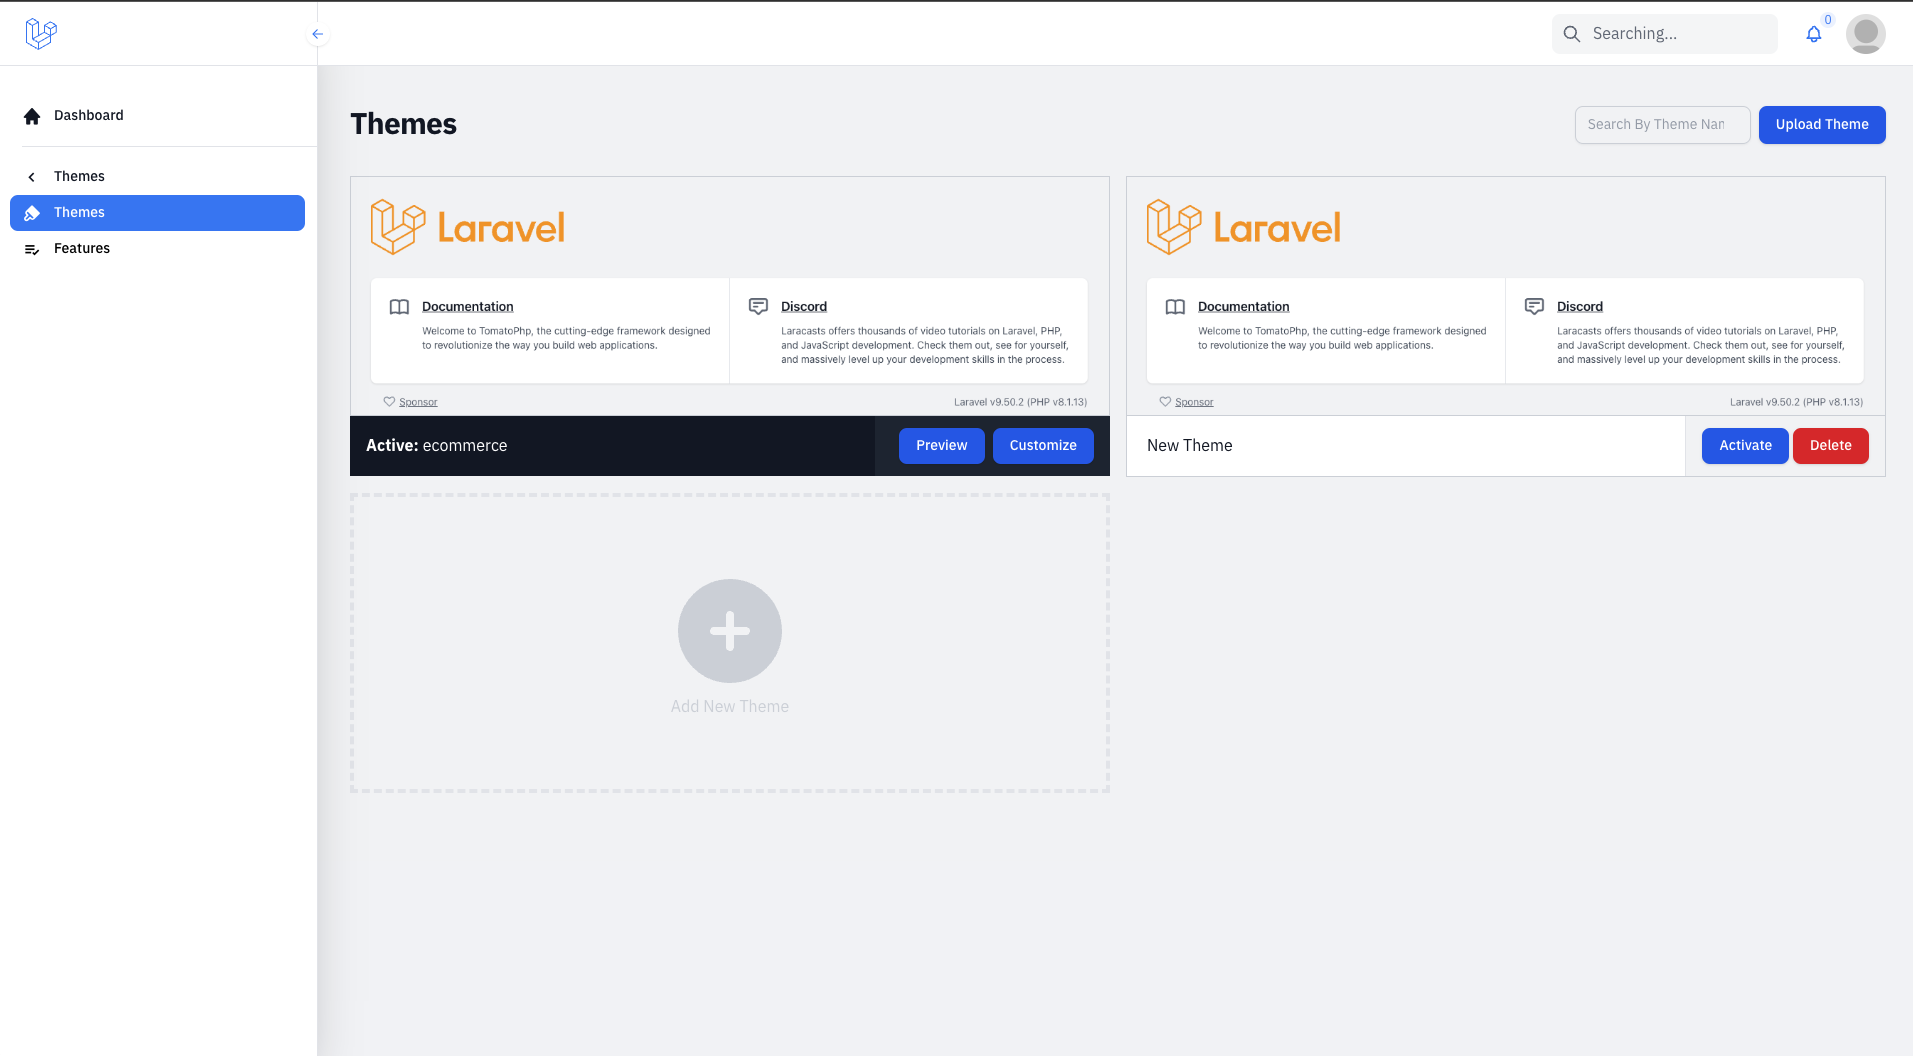 Searching...
0
Dashboard
Themes
Themes
Features
Themes
Search By Theme Nan
Upload Theme
Laravel
Documentation
Welcome to TomatoPhp, the cutting-edge framework designed
to revolutionize the way you build web applications.
Discord
Laracasts offers thousands of video tutorials on Laravel, PHP,
and JavaScript development. Check them out, see for yourself,
and massively level up your development skills in the process.
Sponsor
Laravel v9.50.2 (PHP v8.1.13)
Active: ecommerce
Preview
Customize
Laravel
Documentation
Welcome to TomatoPhp, the cutting-edge framework designed
to revolutionize the way you build web applications.
Discord
Laracasts offers thousands of video tutorials on Laravel, PHP,
and JavaScript development. Check them out, see for yourself,
and massively level up your development skills in the process.
Sponsor
Laravel v9.50.2 (PHP v8.1.13)
New Theme
Activate
Delete
Add New Theme